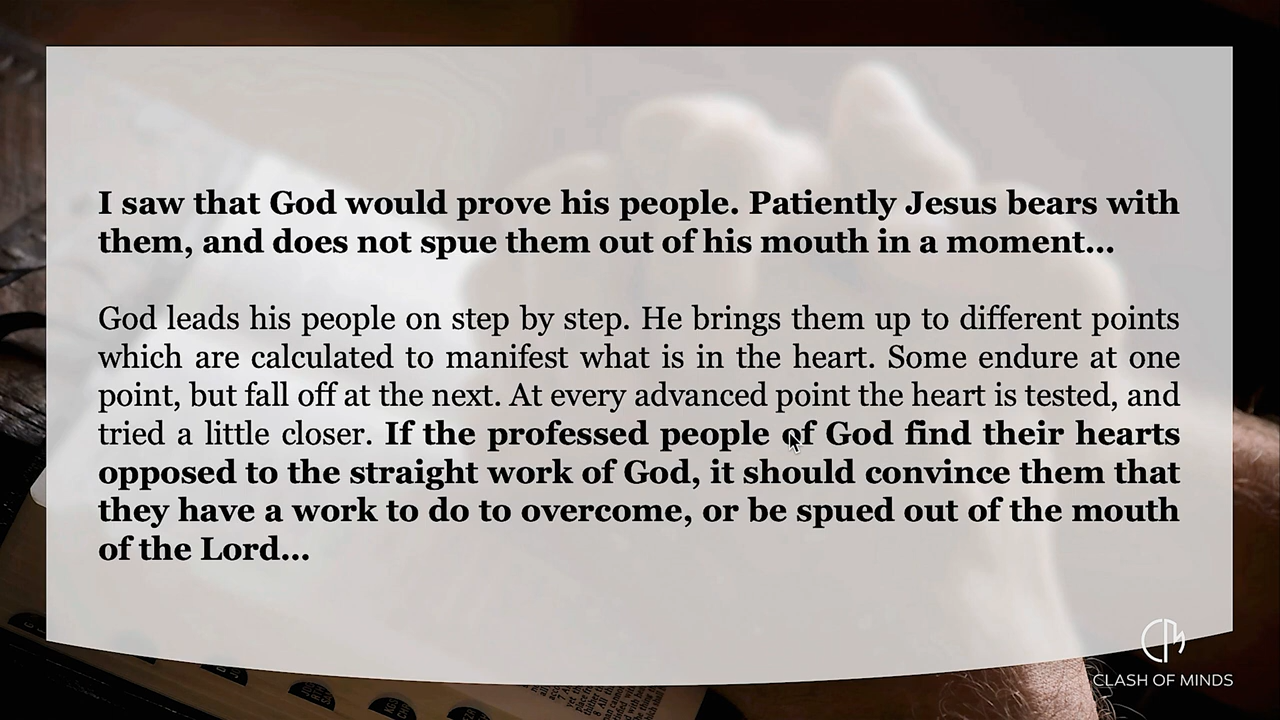 I saw that God would prove his people. Patiently Jesus bears with
them, and does not spue them out of his mouth in a moment...
God leads his people on step by step. He brings them up to different points
which are calculated to manifest what is in the heart. Some endure at one
point, but fall off at the next. At every advanced point the heart is tested, and
tried a little closer. If the professed people of God find their hearts
opposed to the straight work of God, it should convince them that
they have a work to do to overcome, or be spued out of the mouth
of the Lord...
CLASH OF MINDS